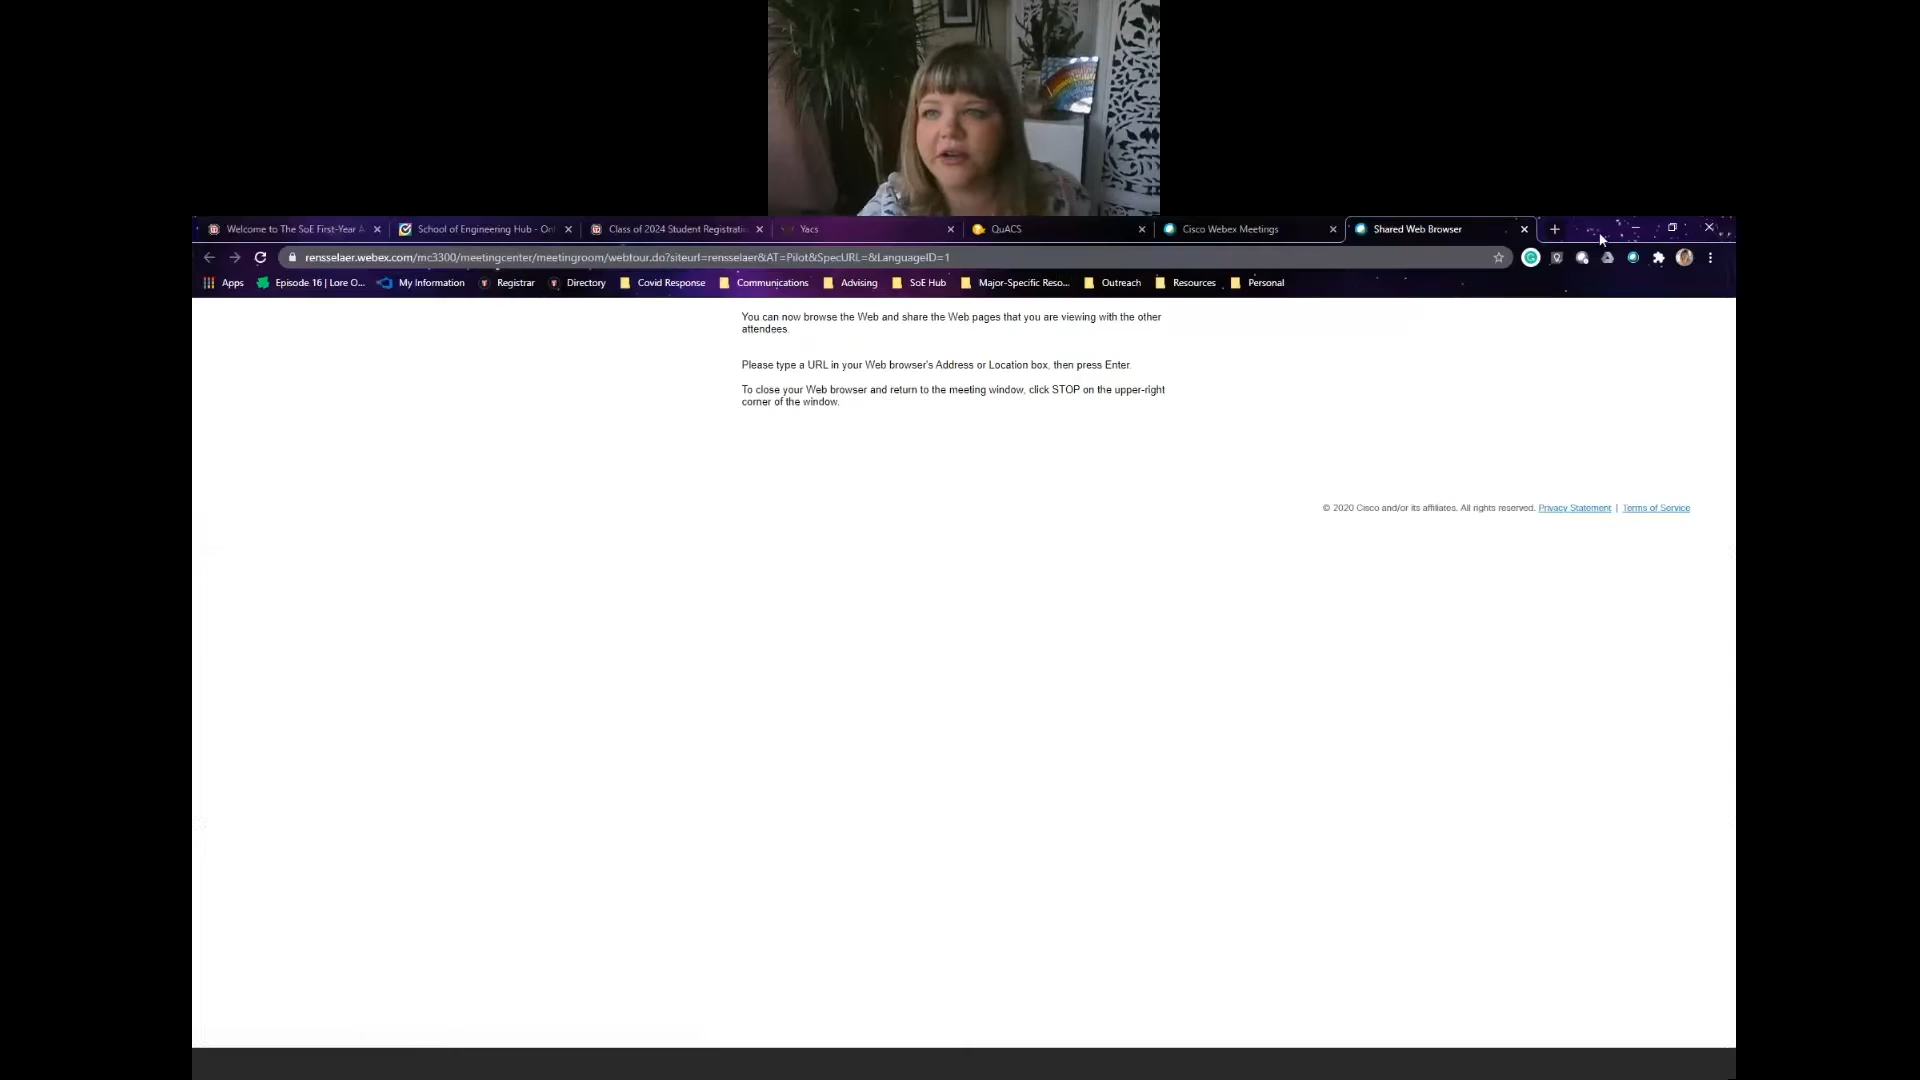 Welcome to The SoE First-Year A
School of Engineering Hub - Onl
Class of 2024 Student Registrati
Yacs
QuACS
Cisco Webex Meetings
Shared Web Browser
rensselaer.webex.com/mc3300/meetingcenter/meetingroom/webtour.do?siteurl=rensselaer&AT=Pilot&SpecURL=&LanguageID=1
Apps
Episode 16 | Lore O...
My Information
Registrar
Directory
Covid Response
Communications
Advising
SoE Hub
Major-Specific Reso...
Outreach
Resources
Personal
You can now browse the Web and share the Web pages that you are viewing with the other
attendees.
Please type a URL in your Web browser's Address or Location box, then press Enter.
To close your Web browser and return to the meeting window, click STOP on the upper-right
corner of the window.
© 2020 Cisco and/or its affiliates. All rights reserved. Privacy Statement | Terms of Service